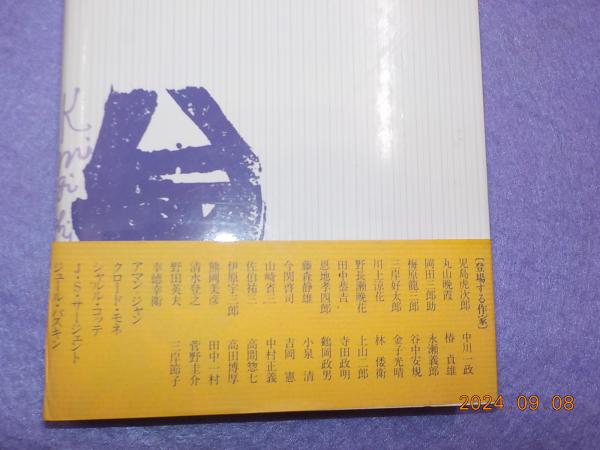 [登場する作家]
児島虎次郎 中川一政
丸山晩霞 椿 貞雄
岡田三郎助 永瀬義郎
梅原龍三郎 谷中安規
三岸好太郎 金子光晴
川上涼花 林 倭衛
野長瀬晩花 上山二郎
田中恭吉 寺田政明
恩地孝四郎 鶴岡政男
藤森静雄 小泉 清
今関啓司 吉岡 憲
山崎省三 中村正義
佐伯祐三 高間惣七
伊原宇三郎 高田博厚
熊岡美彦 田中一村
清水登之 菅野圭介
野田英夫 三岸節子
幸徳幸衛
アマン・ジャン
クロード・モネ
シャルル・コッテ
J・S・サージェント
ジュール・パスキン
2024.09.08